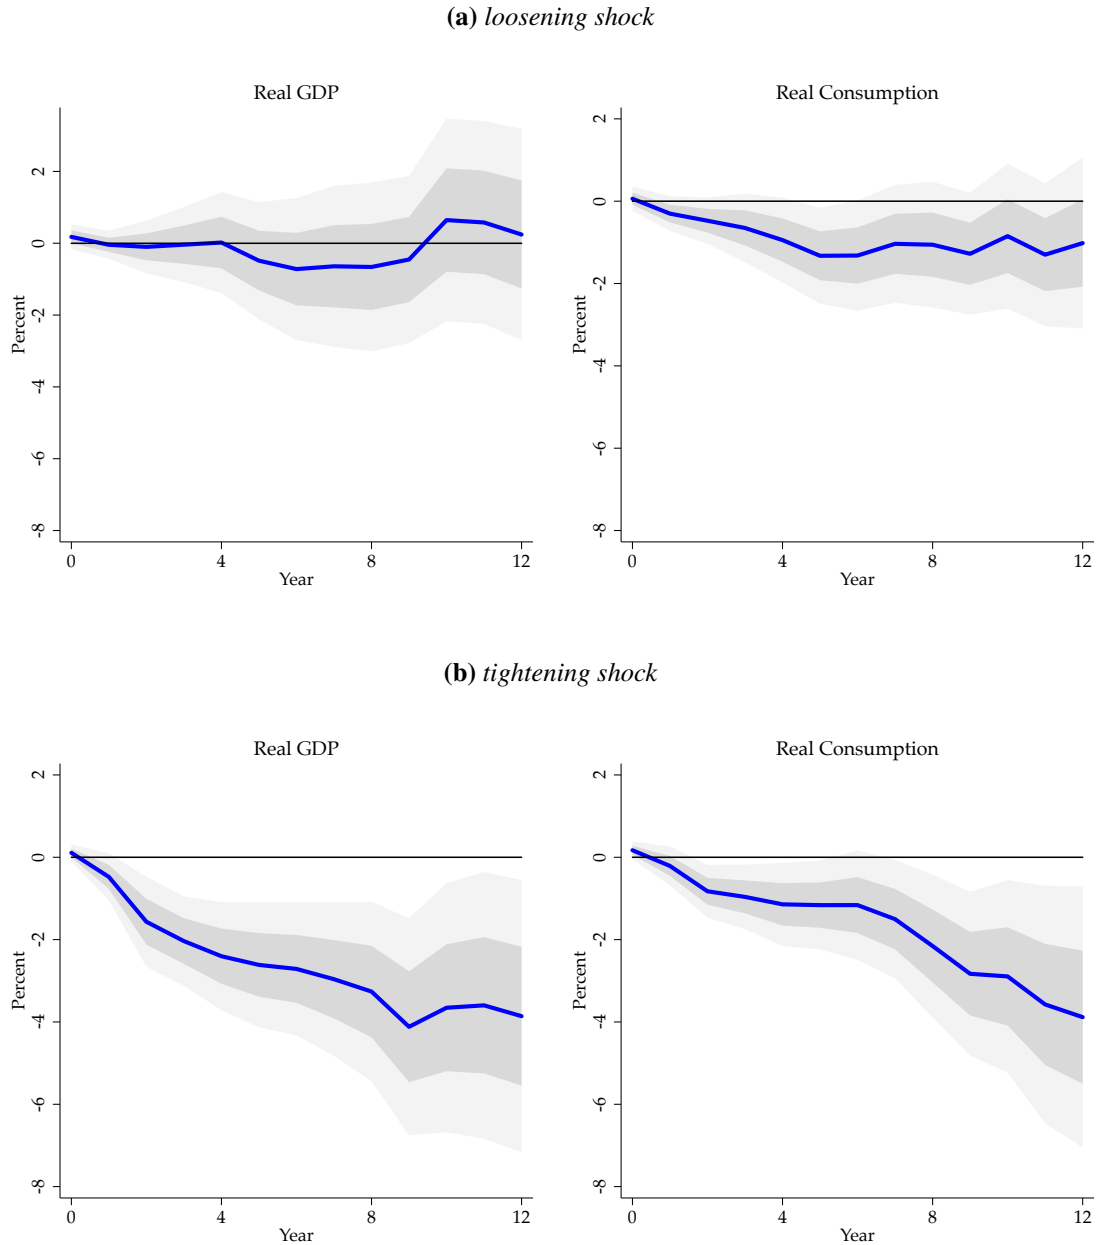 (a) loosening shock
Real GDP
Percent
2
0
-2
-4
-6
-8
0 4 8 12
Year
Real Consumption
Percent
2
0
-2
-4
-6
-8
0 4 8 12
Year
(b) tightening shock
Real GDP
Percent
2
0
-2
-4
-6
-8
0 4 8 12
Year
Real Consumption
Percent
2
0
-2
-4
-6
-8
0 4 8 12
Year